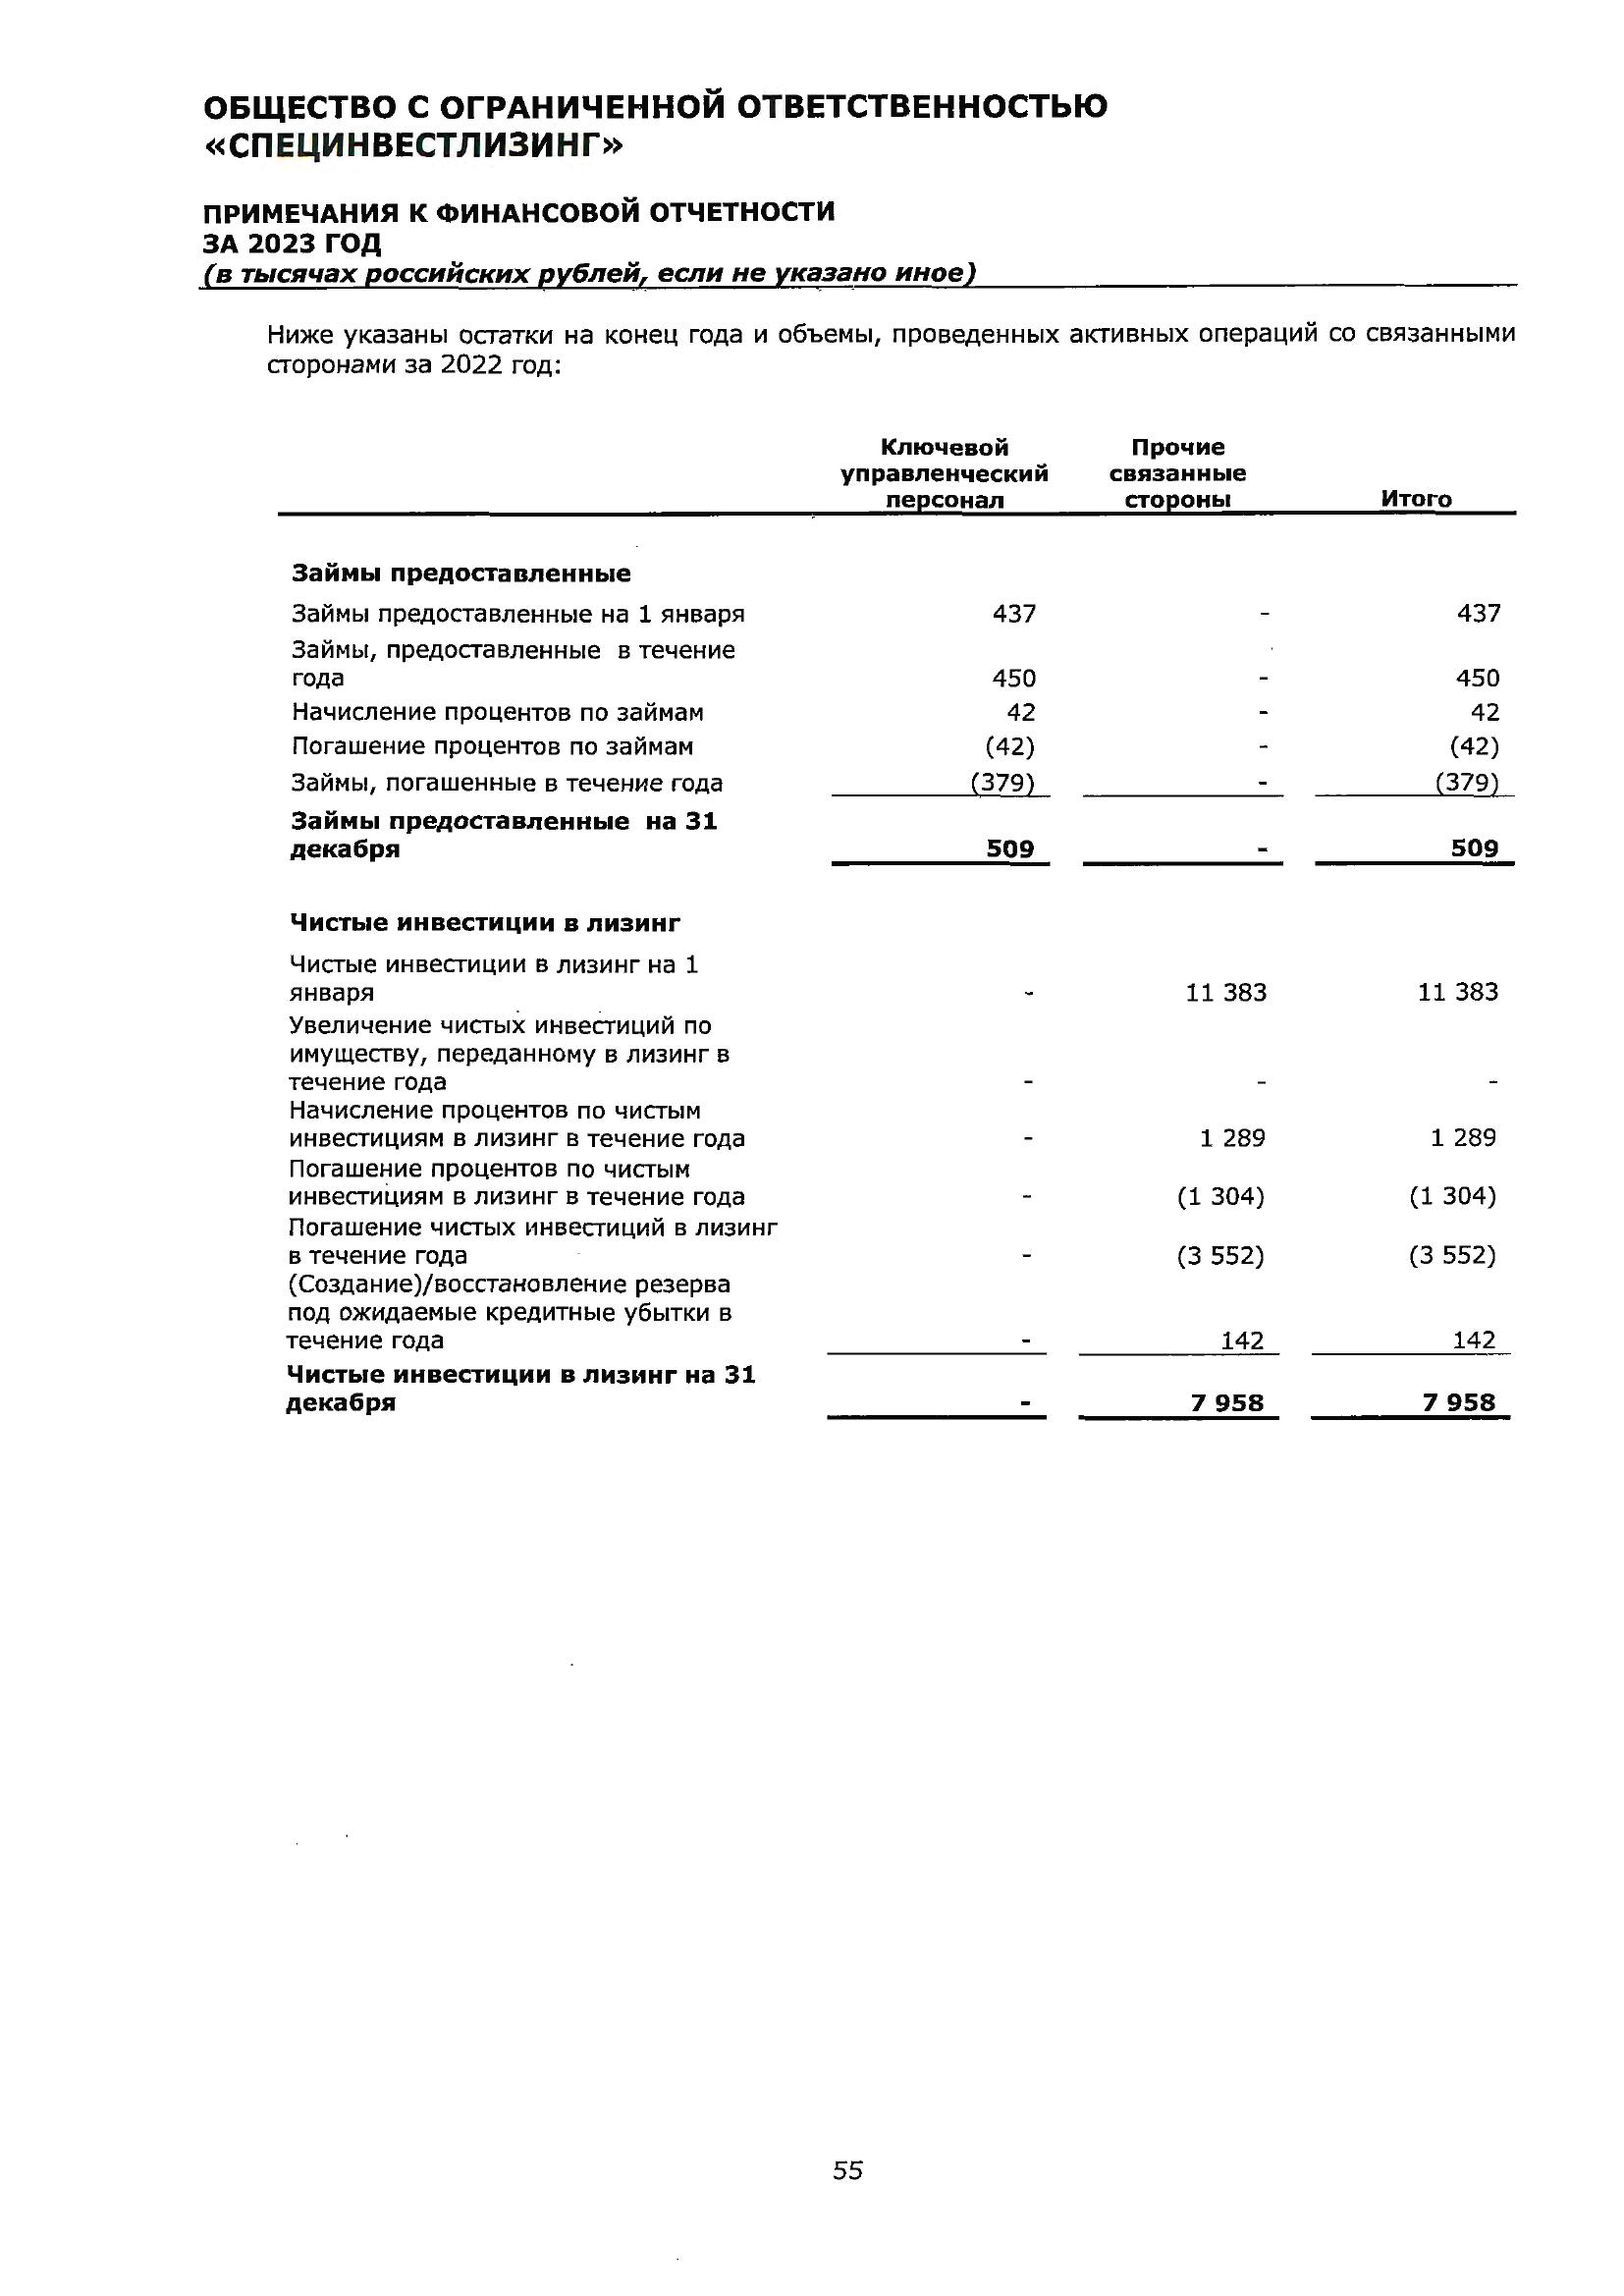 ОБЩЕСТВО С ОГРАНИЧЕННОЙ ОТВЕТСТВЕННОСТЬЮ
«СПЕЦИНВЕСТЛИЗИНГ»
ПРИМЕЧАНИЯ К ФИНАНСОВОЙ ОТЧЕТНОСТИ
ЗА 2023 ГОД
(в тысячах российских рублей, если не указано иное)
Ниже указаны остатки на конец года и объемы, проведенных активных операций со связанными
сторонами за 2022 год:
Ключевой Прочие
управленческий связанные
персонал стороны Итого
Займы предоставленные
Займы предоставленные на 1 января 437 - 437
Займы, предоставленные в течение
года 450 - 450
Начисление процентов по займам 42 - 42
Погашение процентов по займам (42) - (42)
Займы, погашенные в течение года (379) - (379)
Займы предоставленные на 31
декабря 509 - 509
Чистые инвестиции в лизинг
Чистые инвестиции в лизинг на 1
января - 11 383 11 383
Увеличение чистых инвестиций по
имуществу, переданному в лизинг в
течение года - - -
Начисление процентов по чистым
инвестициям в лизинг в течение года - 1 289 1 289
Погашение процентов по чистым
инвестициям в лизинг в течение года - (1 304) (1 304)
Погашение чистых инвестиций в лизинг
в течение года - (3 552) (3 552)
(Создание)/восстановление резерва
под ожидаемые кредитные убытки в
течение года - 142 142
Чистые инвестиции в лизинг на 31
декабря - 7 958 7 958
55